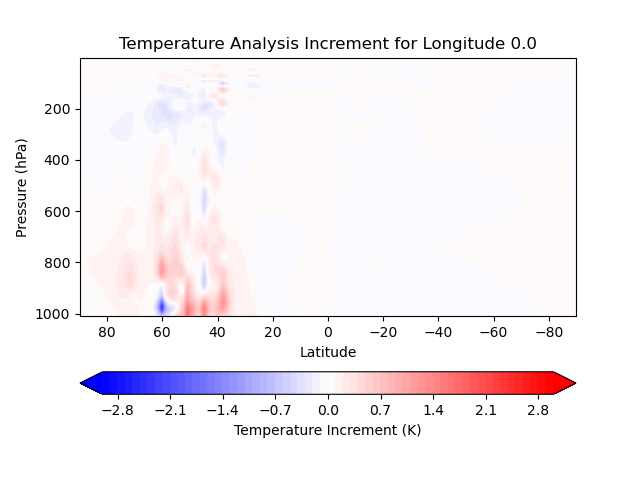 Temperature Analysis Increment for Longitude 0.0
Pressure (hPa)
200
400
600
800
1000
80 60 40 20 0 −20 −40 −60 −80
Latitude
−2.8 −2.1 −1.4 −0.7 0.0 0.7 1.4 2.1 2.8
Temperature Increment (K)